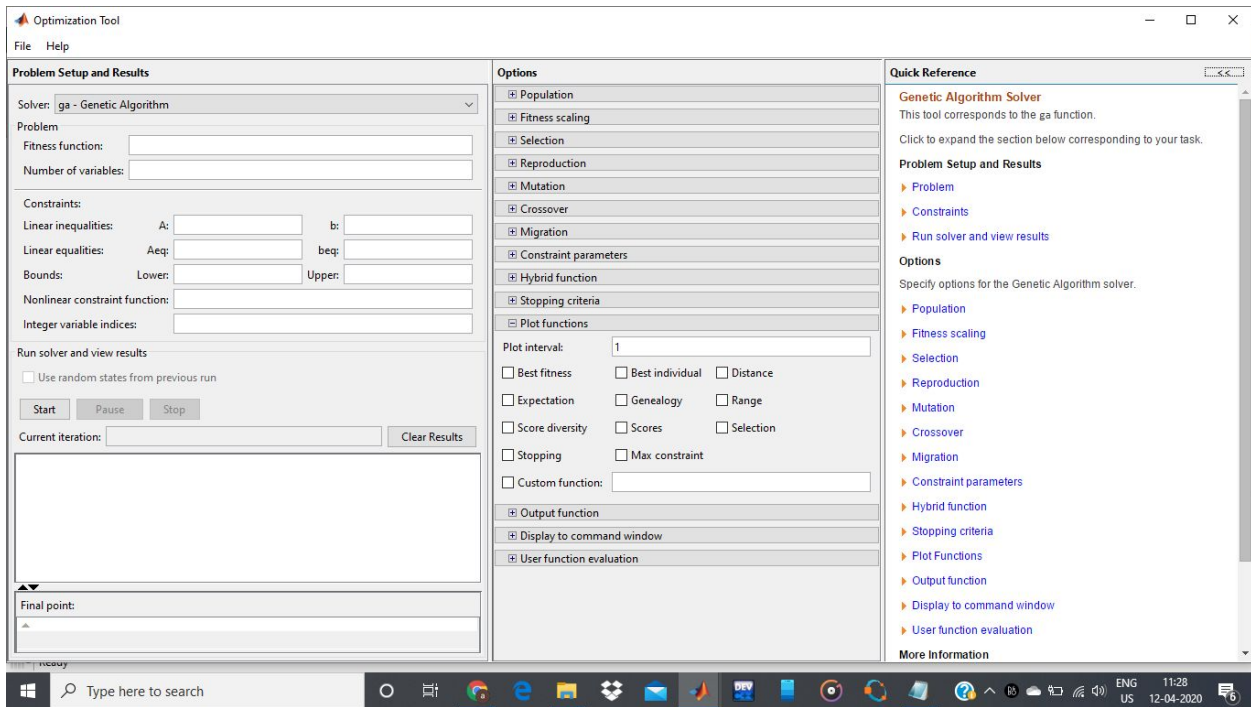 Optimization Tool
File Help
Problem Setup and Results
Solver: ga - Genetic Algorithm
Problem
Fitness function:
Number of variables:
Constraints:
Linear inequalities: A: b:
Linear equalities: Aeq: beq:
Bounds: Lower: Upper:
Nonlinear constraint function:
Integer variable indices:
Run solver and view results
Use random states from previous run
Start Pause Stop
Current iteration: Clear Results
Final point:
Options
Population
Fitness scaling
Selection
Reproduction
Mutation
Crossover
Migration
Constraint parameters
Hybrid function
Stopping criteria
Plot functions
Plot interval: 1
Best fitness Best individual Distance
Expectation Genealogy Range
Score diversity Scores Selection
Stopping Max constraint
Custom function:
Output function
Display to command window
User function evaluation
Quick Reference <<
Genetic Algorithm Solver
This tool corresponds to the ga function.
Click to expand the section below corresponding to your task.
Problem Setup and Results
Problem
Constraints
Run solver and view results
Options
Specify options for the Genetic Algorithm solver.
Population
Fitness scaling
Selection
Reproduction
Mutation
Crossover
Migration
Constraint parameters
Hybrid function
Stopping criteria
Plot Functions
Output function
Display to command window
User function evaluation
More Information
Ready
Type here to search
DEV
ENG
US
11:28
12-04-2020
6